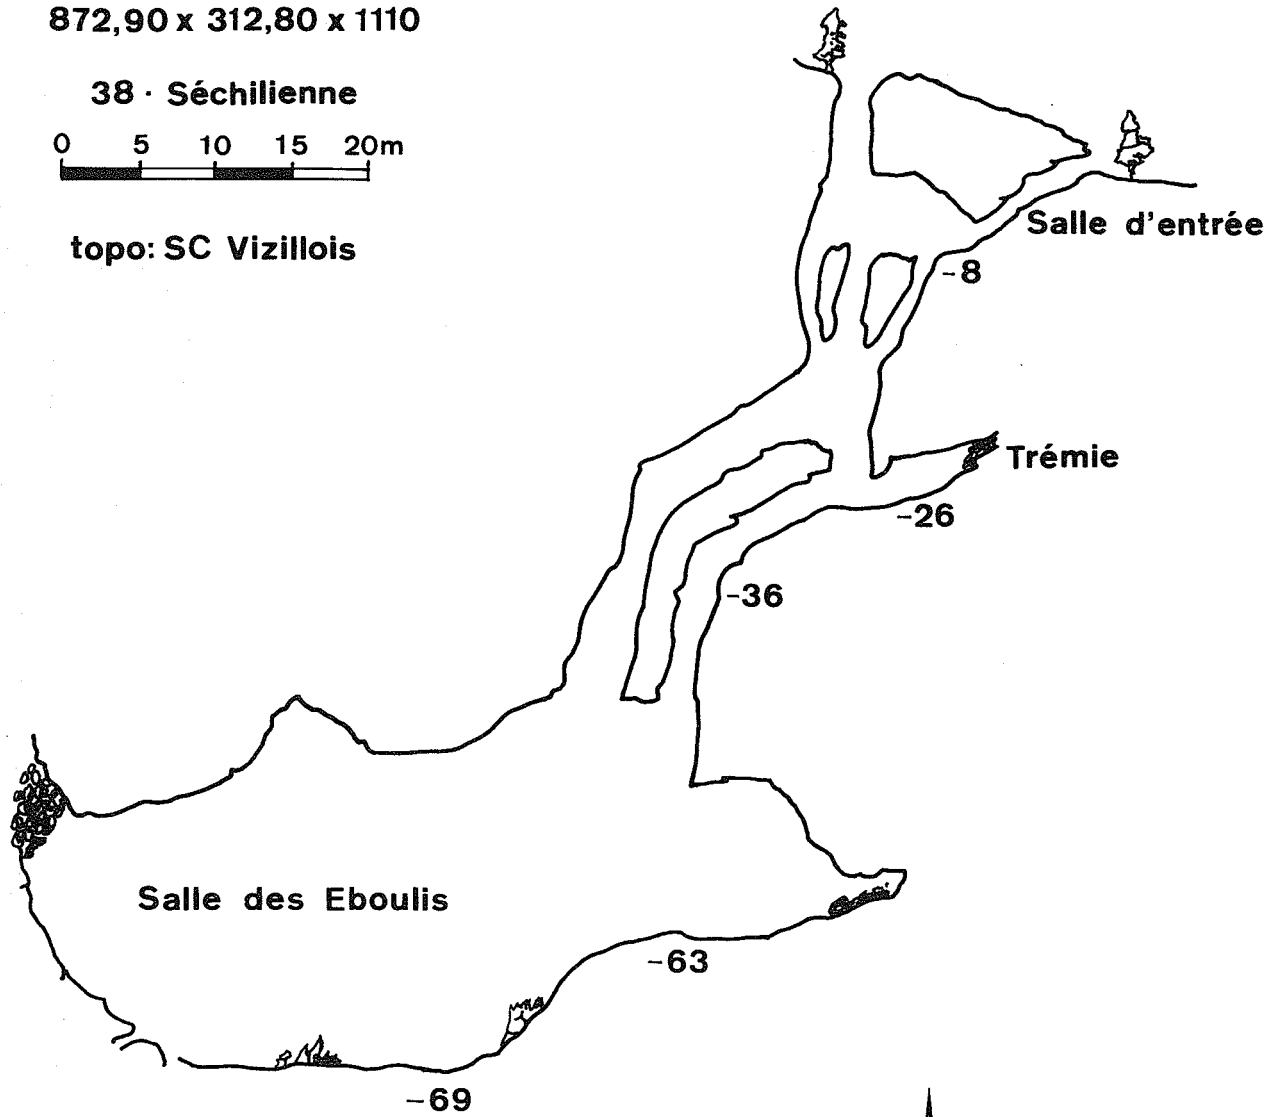 872,90 x 312,80 x 1110
38 · Séchilienne
0 5 10 15 20m
topo: SC Vizillois
Salle d'entrée
-8
Trémie
-26
-36
Salle des Eboulis
-63
-69